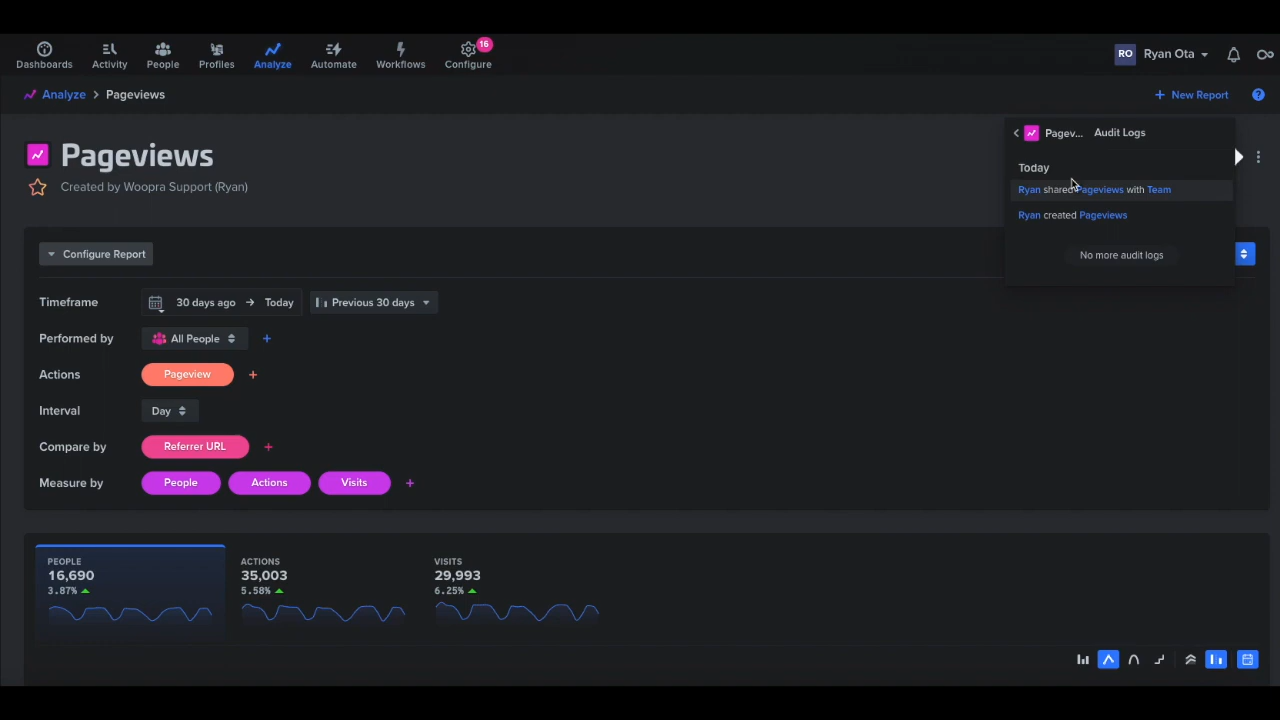 Dashboards Activity People Profiles Analyze Automate Workflows Configure 16 RO Ryan Ota
Analyze > Pageviews + New Report ?
Pageviews
Created by Woopra Support (Ryan)
Pagev... Audit Logs
Today
Ryan shared Pageviews with Team
Ryan created Pageviews
No more audit logs
Configure Report
Timeframe 30 days ago → Today Previous 30 days
Performed by All People +
Actions Pageview +
Interval Day
Compare by Referrer URL +
Measure by People Actions Visits +
PEOPLE ACTIONS VISITS
16,690 35,003 29,993
3.87% 5.58% 6.25%